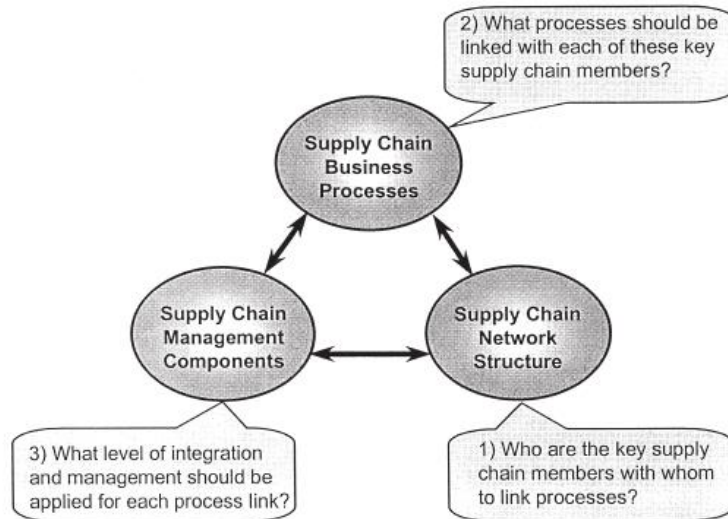 2) What processes should be
linked with each of these key
supply chain members?
Supply Chain
Business
Processes
Supply Chain
Management
Components
Supply Chain
Network
Structure
3) What level of integration
and management should be
applied for each process link?
1) Who are the key supply
chain members with whom
to link processes?